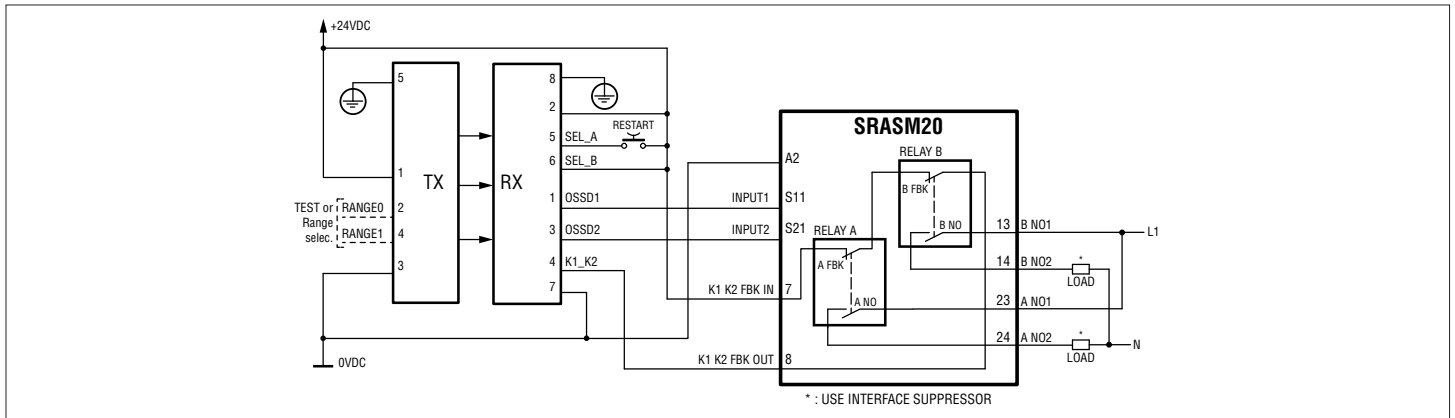 +24VDC
5
8
2
1
TX
RX
5 SEL_A
RESTART
6 SEL_B
1 OSSD1
TEST or
Range
selec.
RANGE0
2
RANGE1
4
3 OSSD2
3
4 K1_K2
7
0VDC
SRASM20
RELAY B
A2
B FBK
INPUT1
S11
INPUT2
S21
RELAY A
B NO
13 B NO1
L1
A FBK
14 B NO2
*
LOAD
K1 K2 FBK IN
7
A NO
23 A NO1
24 A NO2
*
LOAD
N
K1 K2 FBK OUT
8
* : USE INTERFACE SUPPRESSOR